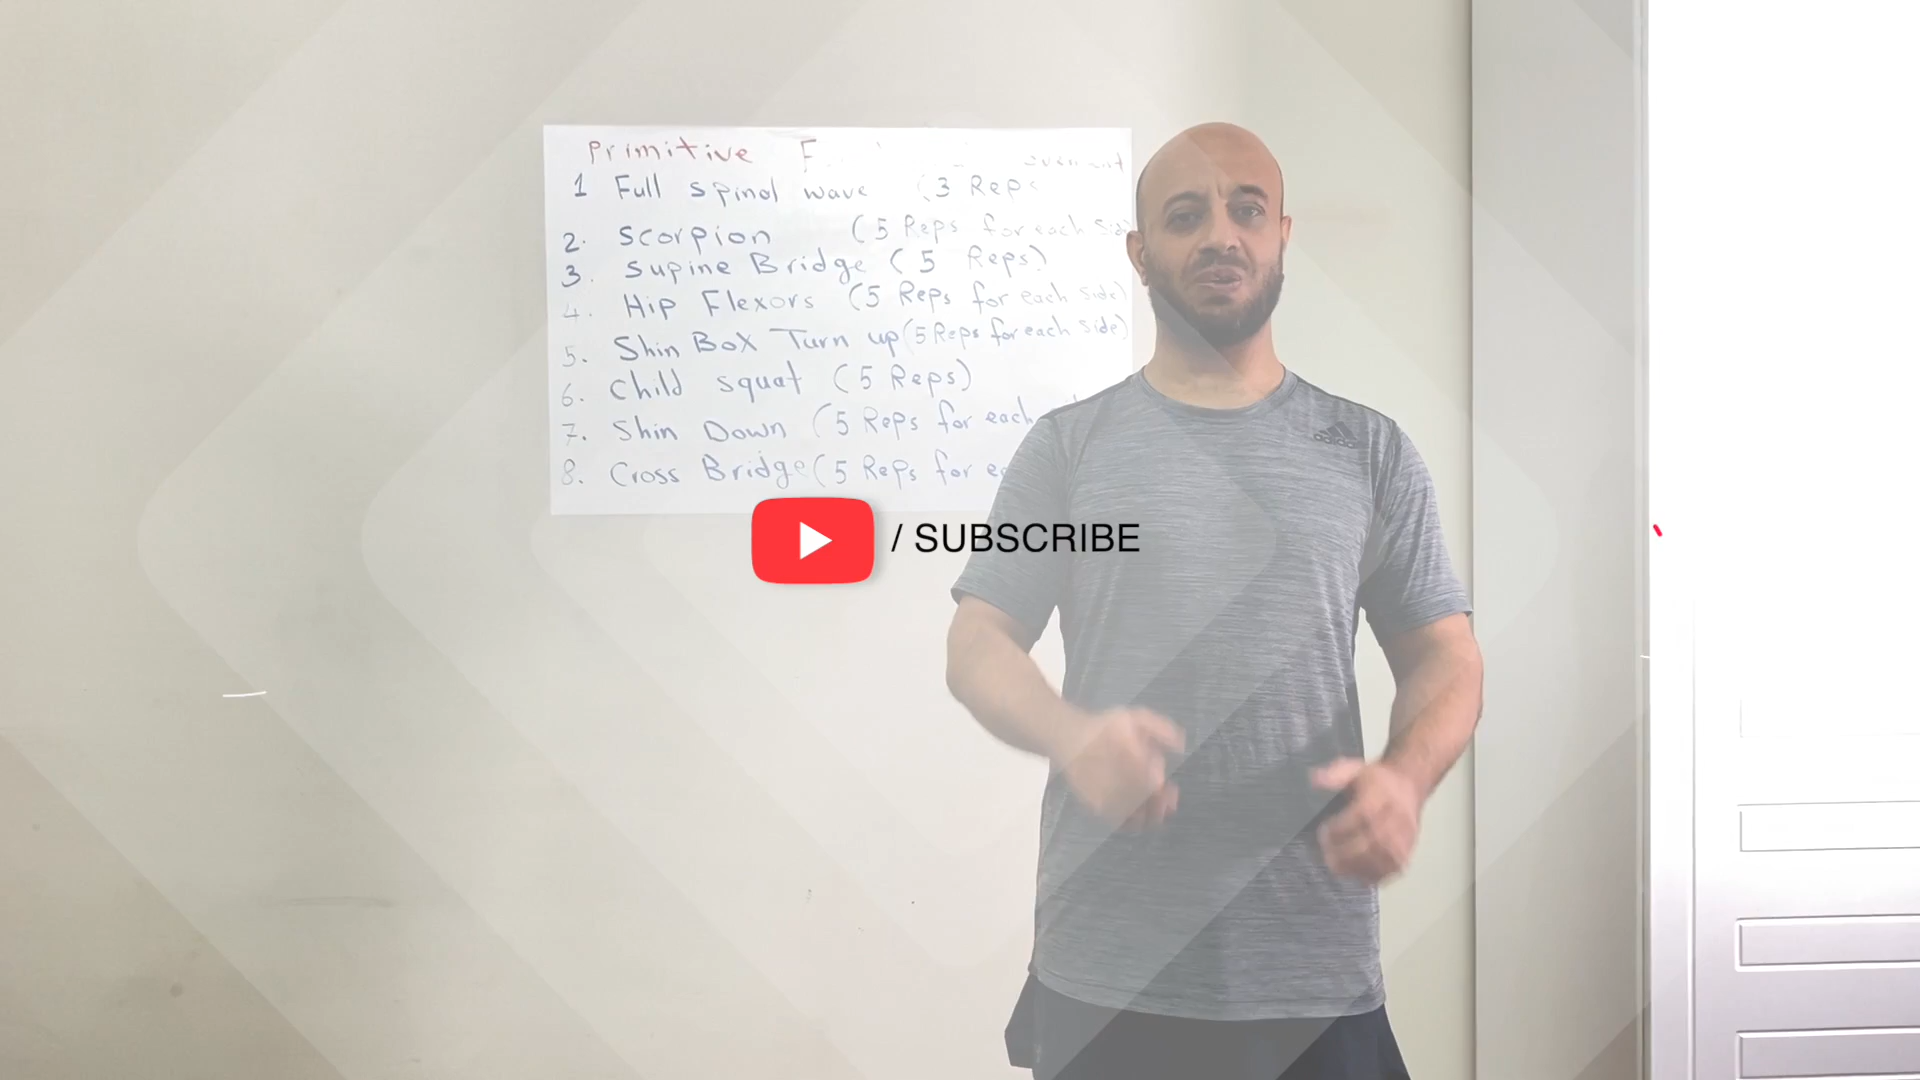 Primitive
1 Full spinal wave (3 Reps
2. Scorpion (5 Reps for each Side
3. Supine Bridge (5 Reps)
4. Hip Flexors (5 Reps for each side)
5. Shin Box Turn up (5 Reps for each side)
6. child squat (5 Reps)
7. Shin Down (5 Reps for each
8. Cross Bridge (5 Reps for
/ SUBSCRIBE
adidas